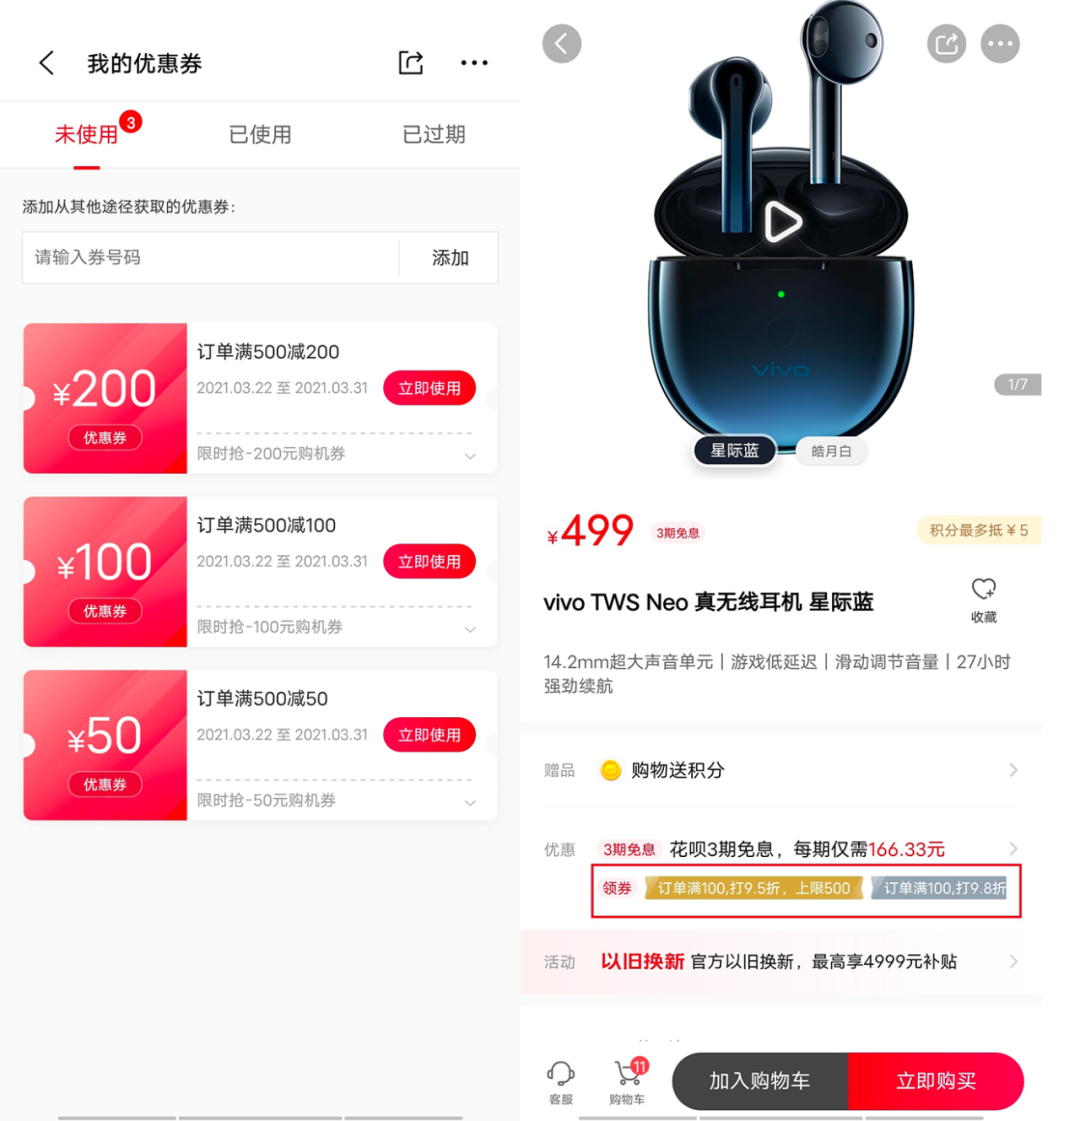 我的优惠券
未使用 3
已使用
已过期
添加从其他途径获取的优惠券:
请输入券号码
添加
¥200
优惠券
订单满500减200
2021.03.22 至 2021.03.31
立即使用
限时抢-200元购机券
¥100
优惠券
订单满500减100
2021.03.22 至 2021.03.31
立即使用
限时抢-100元购机券
¥50
优惠券
订单满500减50
2021.03.22 至 2021.03.31
立即使用
限时抢-50元购机券
vivo
1/7
星际蓝
皓月白
¥499 3期免息
积分最多抵¥5
vivo TWS Neo 真无线耳机 星际蓝
收藏
14.2mm超大声音单元丨游戏低延迟丨滑动调节音量丨27小时
强劲续航
赠品 购物送积分
优惠 3期免息 花呗3期免息，每期仅需166.33元
领券 订单满100,打9.5折，上限500 订单满100,打9.8折
活动 以旧换新 官方以旧换新，最高享4999元补贴
客服
购物车 11
加入购物车
立即购买